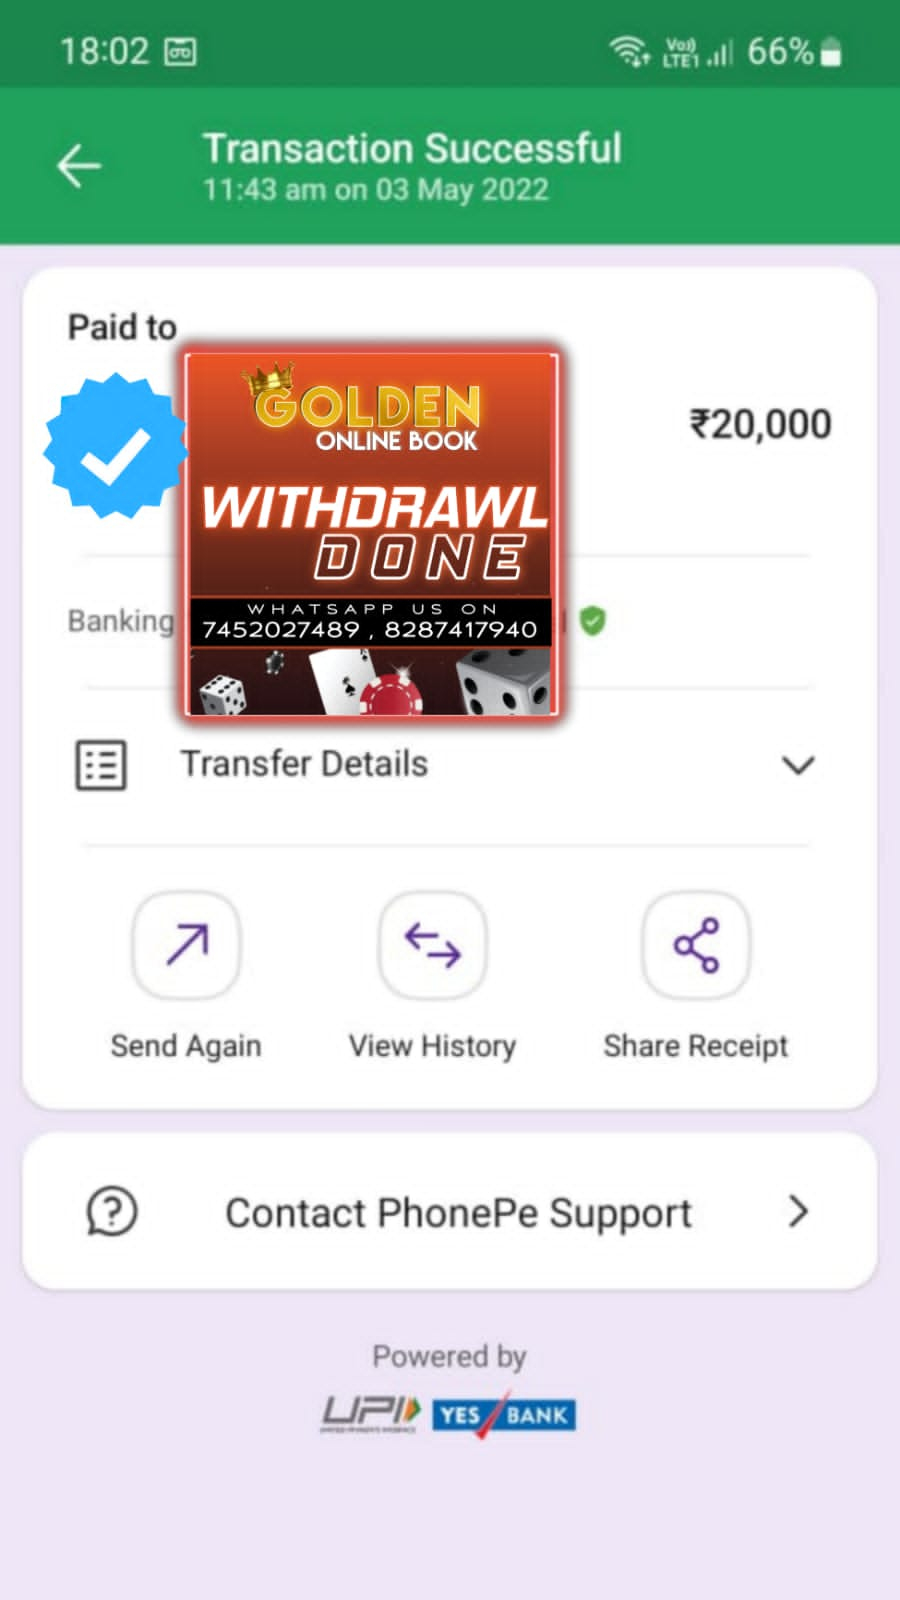 18:02
Vo)) LTE1 66%
Transaction Successful
11:43 am on 03 May 2022
Paid to
₹20,000
GOLDEN
ONLINE BOOK
WITHDRAWL
DONE
Banking
WHATSAPP US ON
7452027489 , 8287417940
Transfer Details
Send Again
View History
Share Receipt
Contact PhonePe Support
Powered by
UPI YES BANK